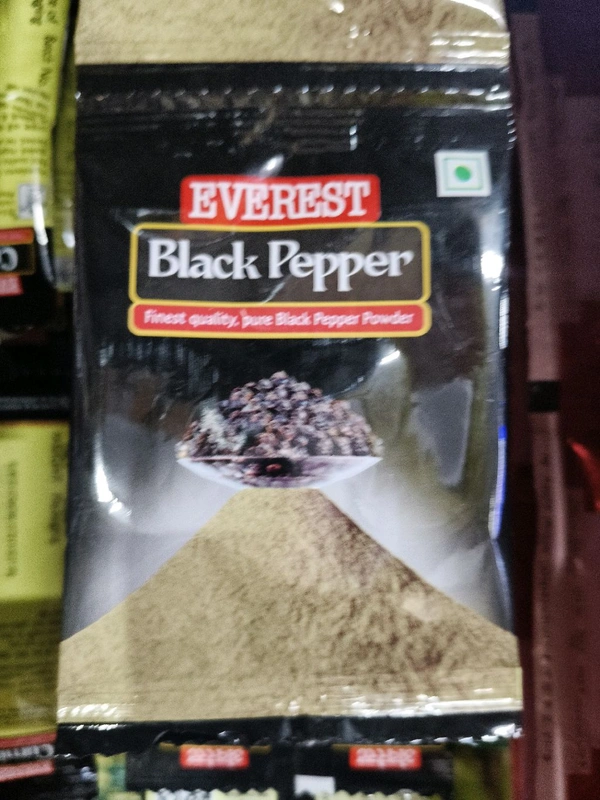 EVEREST
Black Pepper
Finest quality, pure Black Pepper Powder